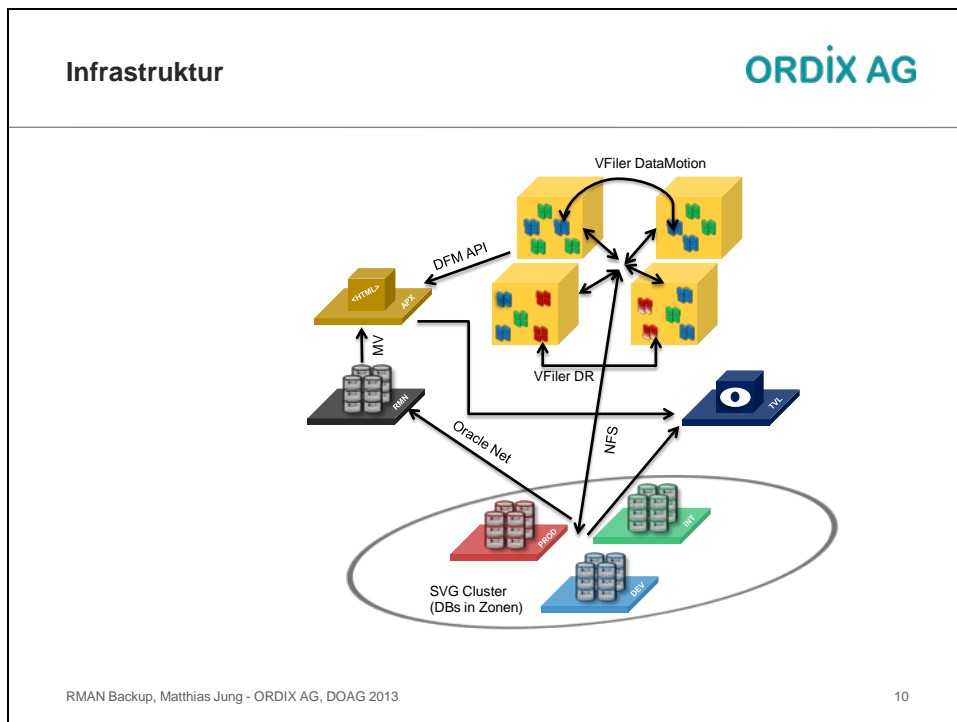 Infrastruktur
ORDIX AG
VFiler DataMotion
DFM API
<HTML>
APX
MV
VFiler DR
RMN
TVL
Oracle Net
NFS
PROD
INT
SVG Cluster
(DBs in Zonen)
DEV
RMAN Backup, Matthias Jung - ORDIX AG, DOAG 2013
10